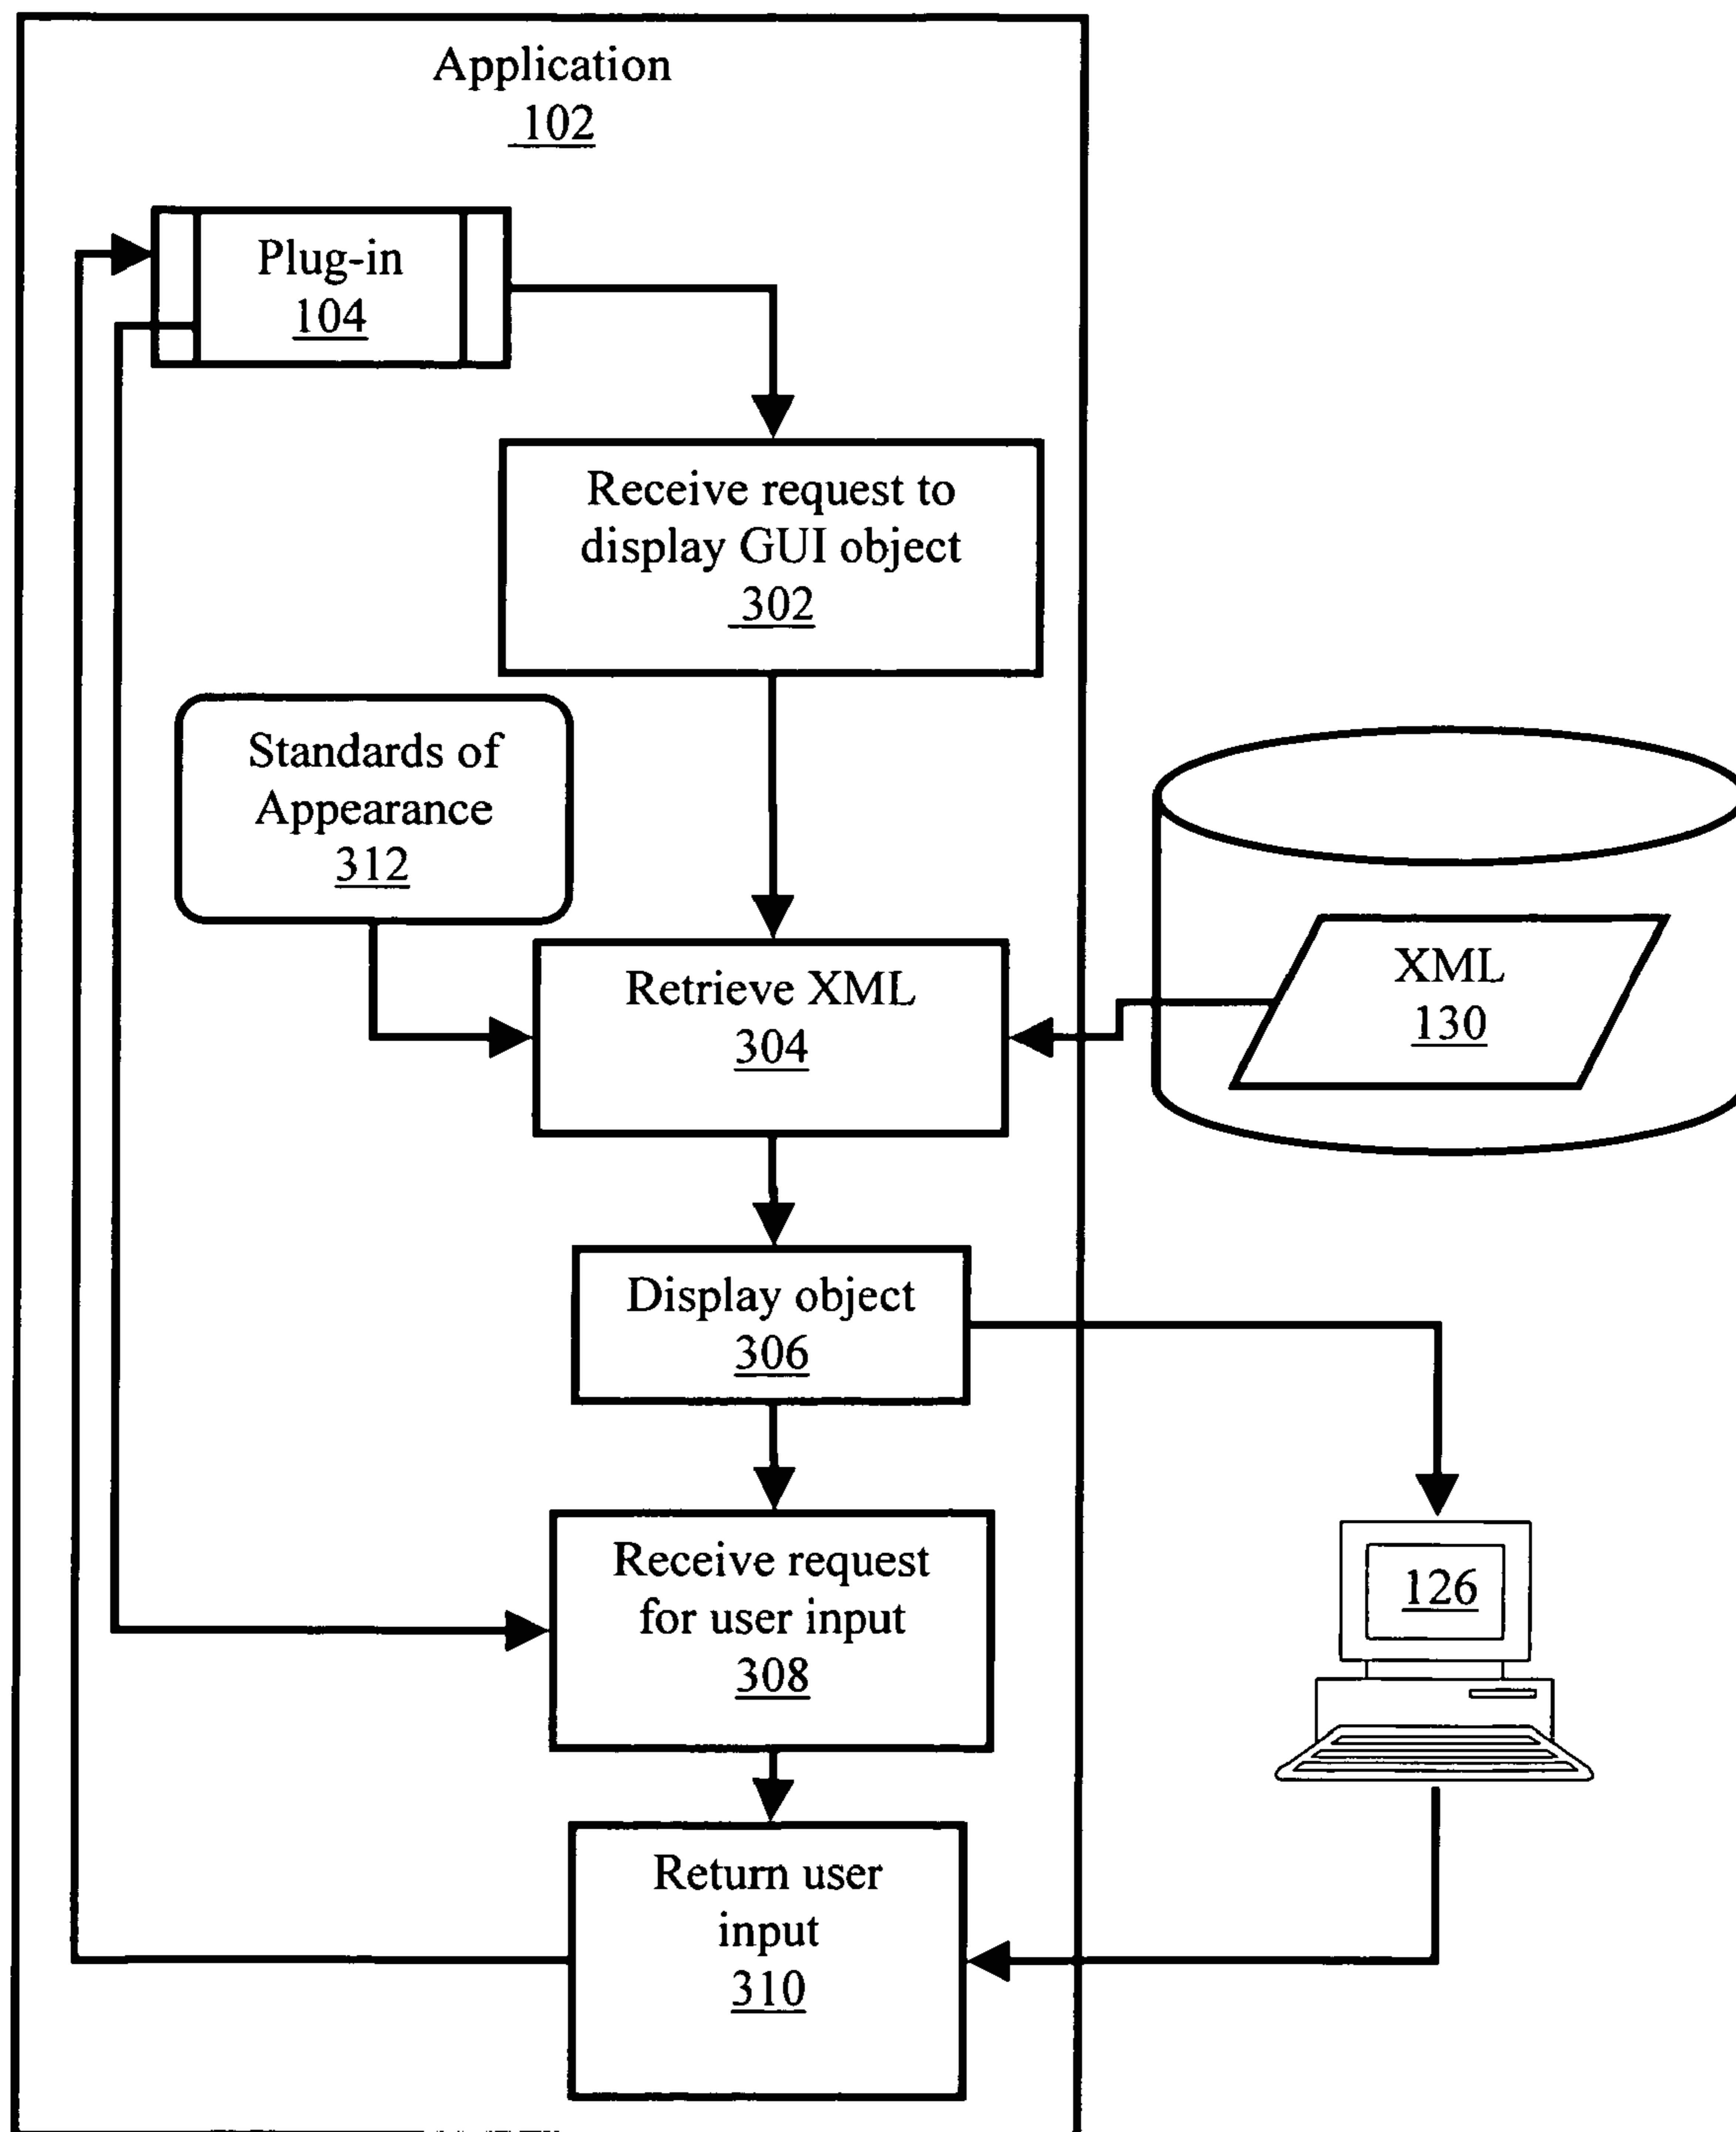 Application
102
Plug-in
104
Receive request to
display GUI object
302
Standards of
Appearance
312
Retrieve XML
304
XML
130
Display object
306
Receive request
for user input
308
126
Return user
input
310